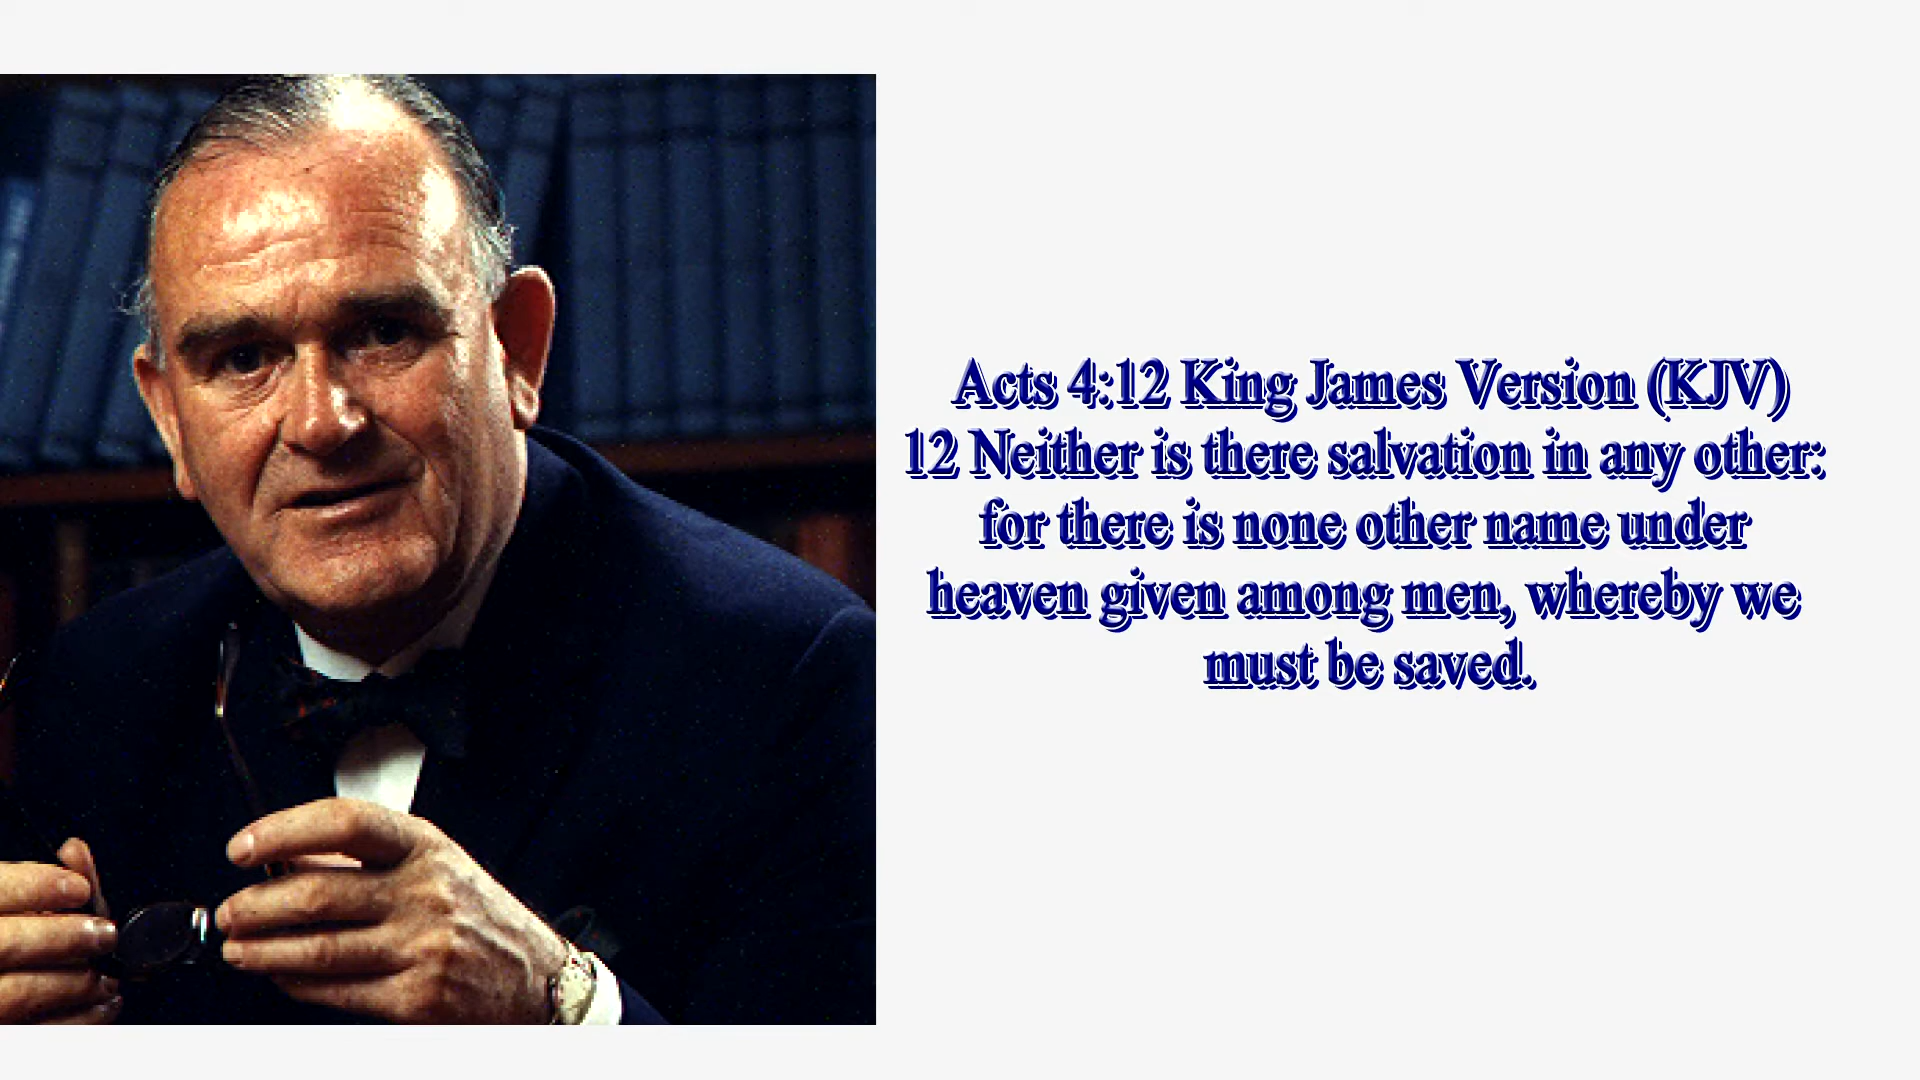 Acts 4:12 King James Version (KJV)
12 Neither is there salvation in any other:
for there is none other name under
heaven given among men, whereby we
must be saved.